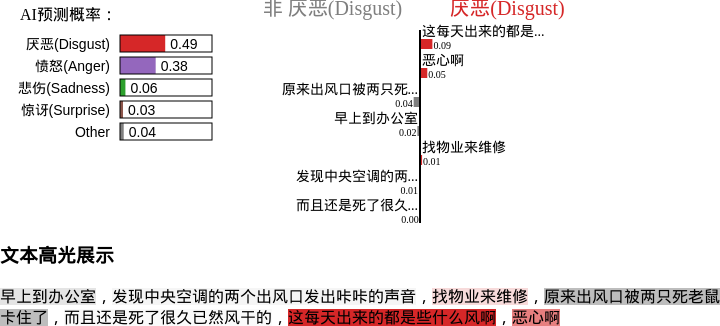 AI预测概率：
厌恶(Disgust) 0.49
愤怒(Anger) 0.38
悲伤(Sadness) 0.06
惊讶(Surprise) 0.03
Other 0.04
非 厌恶(Disgust) 厌恶(Disgust)
这每天出来的都是...
0.09
恶心啊
0.05
原来出风口被两只死...
0.04
早上到办公室
0.02
找物业来维修
0.01
发现中央空调的两...
0.01
而且还是死了很久...
0.00
文本高光展示
早上到办公室，发现中央空调的两个出风口发出咔咔的声音，找物业来维修，原来出风口被两只死老鼠
卡住了，而且还是死了很久已然风干的，这每天出来的都是些什么风啊，恶心啊